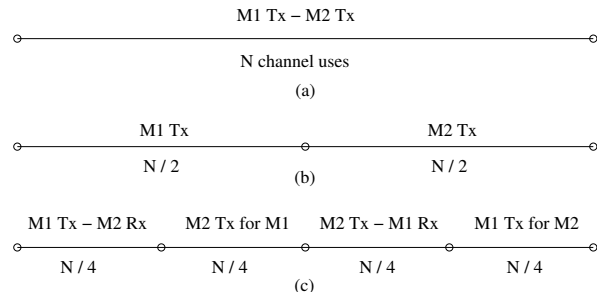 M1 Tx − M2 Tx
N channel uses
(a)
M1 Tx M2 Tx
N / 2 N / 2
(b)
M1 Tx − M2 Rx M2 Tx for M1 M2 Tx − M1 Rx M1 Tx for M2
N / 4 N / 4 N / 4 N / 4
(c)